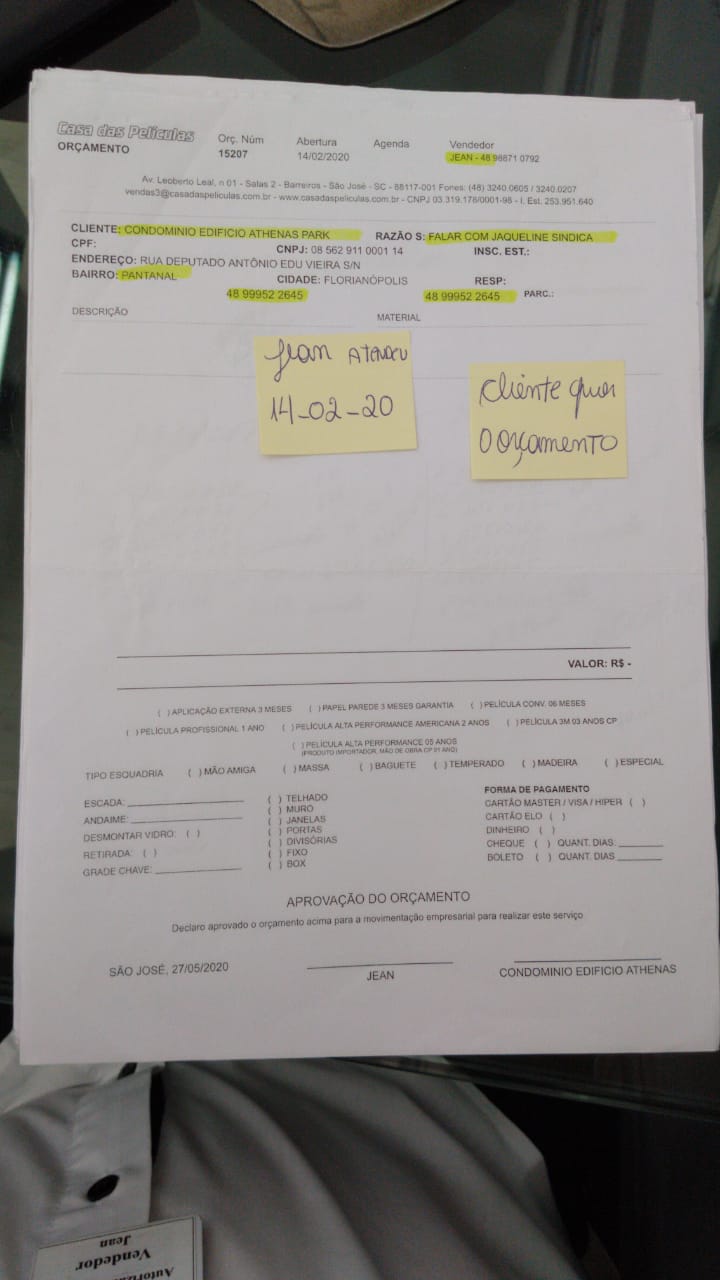 Casa das Películas
ORÇAMENTO
Orç. Núm
15207
Abertura
14/02/2020
Agenda
Vendedor
JEAN - 48 98871 0792
Av. Leoberto Leal, n 01 - Salas 2 - Barreiros - São José - SC - 88117-001 Fones: (48) 3240.0605 / 3240.0207
vendas3@casadaspeliculas.com.br - www.casadaspeliculas.com.br - CNPJ 03.319.178/0001-98 - I. Est. 253.951.640
CLIENTE: CONDOMINIO EDIFICIO ATHENAS PARK RAZÃO S: FALAR COM JAQUELINE SINDICA
CPF: CNPJ: 08 562 911 0001 14 INSC. EST.:
ENDEREÇO: RUA DEPUTADO ANTÔNIO EDU VIEIRA S/N
BAIRRO: PANTANAL CIDADE: FLORIANÓPOLIS RESP:
48 99952 2645 48 99952 2645 PARC.:
DESCRIÇÃO MATERIAL
Jean ATENDEU
14-02-20
Cliente quer
O orçamento
VALOR: R$ -
( ) APLICAÇÃO EXTERNA 3 MESES ( ) PAPEL PAREDE 3 MESES GARANTIA ( ) PELÍCULA CONV. 06 MESES
( ) PELÍCULA PROFISSIONAL 1 ANO ( ) PELÍCULA ALTA PERFORMANCE AMERICANA 2 ANOS ( ) PELÍCULA 3M 03 ANOS CP
( ) PELÍCULA ALTA PERFORMANCE 05 ANOS
(PRODUTO IMPORTADOR, MÃO DE OBRA CP 01 ANO)
TIPO ESQUADRIA ( ) MÃO AMIGA ( ) MASSA ( ) BAGUETE ( ) TEMPERADO ( ) MADEIRA ( ) ESPECIAL
ESCADA:
ANDAIME:
DESMONTAR VIDRO: ( )
RETIRADA: ( )
GRADE CHAVE:
( ) TELHADO
( ) MURO
( ) JANELAS
( ) PORTAS
( ) DIVISÓRIAS
( ) FIXO
( ) BOX
FORMA DE PAGAMENTO
CARTÃO MASTER / VISA / HIPER ( )
CARTÃO ELO ( )
DINHEIRO ( )
CHEQUE ( ) QUANT. DIAS:
BOLETO ( ) QUANT. DIAS
APROVAÇÃO DO ORÇAMENTO
Declaro aprovado o orçamento acima para a movimentação empresarial para realizar este serviço
SÃO JOSÉ, 27/05/2020
JEAN
CONDOMINIO EDIFICIO ATHENAS
Jean
Vendedor